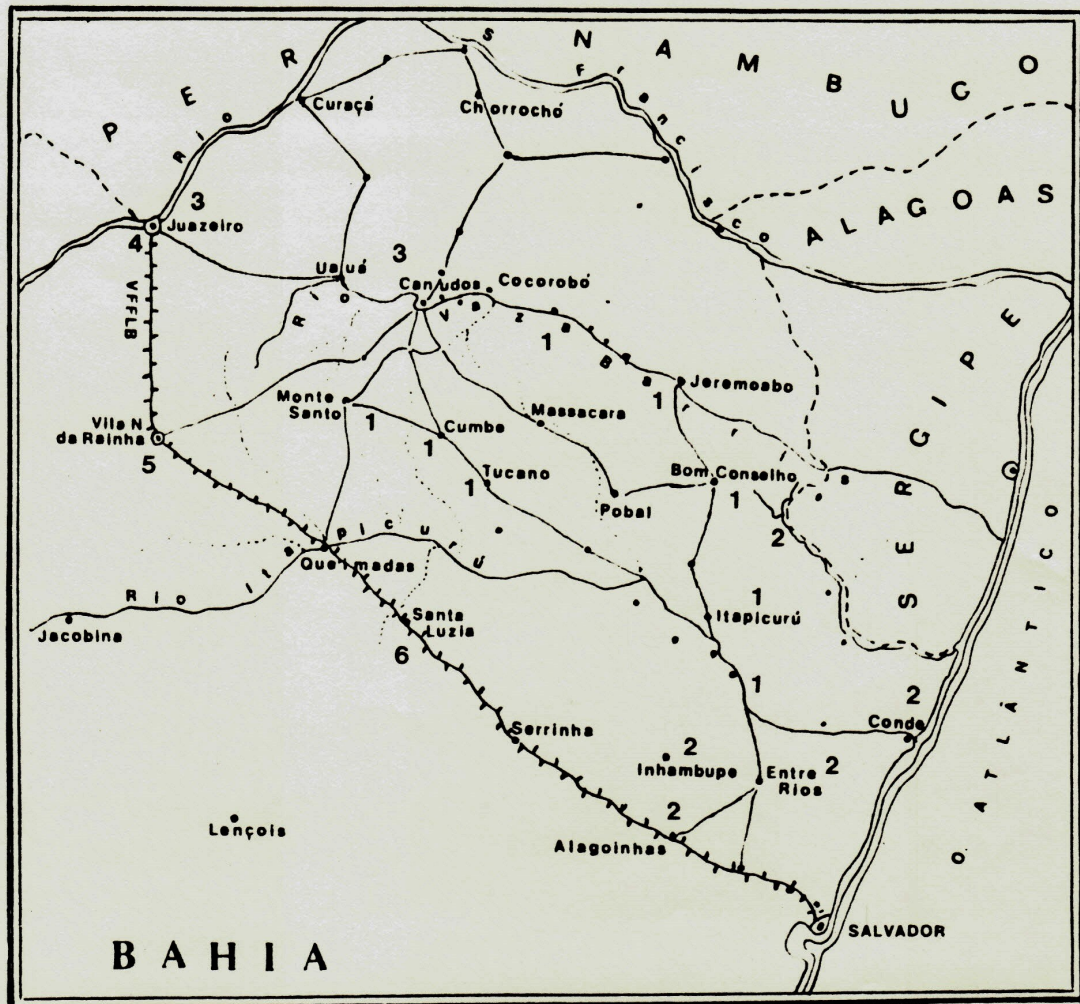 PERNAMBUCO
Rio S Francisco
Curaçá
Chorrochó
ALAGOAS
3
Juazeiro
4
Uauá
3
Canudos
Cocorobó
Rio Vaza Barris
VFFLB
1
Jeremoabo
1
Monte
Santo
1
Massacara
Vila N
da Rainha
5
Cumbe
1
Tucano
1
Bom Conselho
1
Pobal
2
SERGIPE
Rio Itapicurú
Queimadas
Jacobina
Santa
Luzia
6
1
Itapicurú
1
2
Conde
Serrinha
2
Inhambupe
2
Entre
Rios
2
Alagoinhas
Lençois
O. ATLÂNTICO
SALVADOR
BAHIA